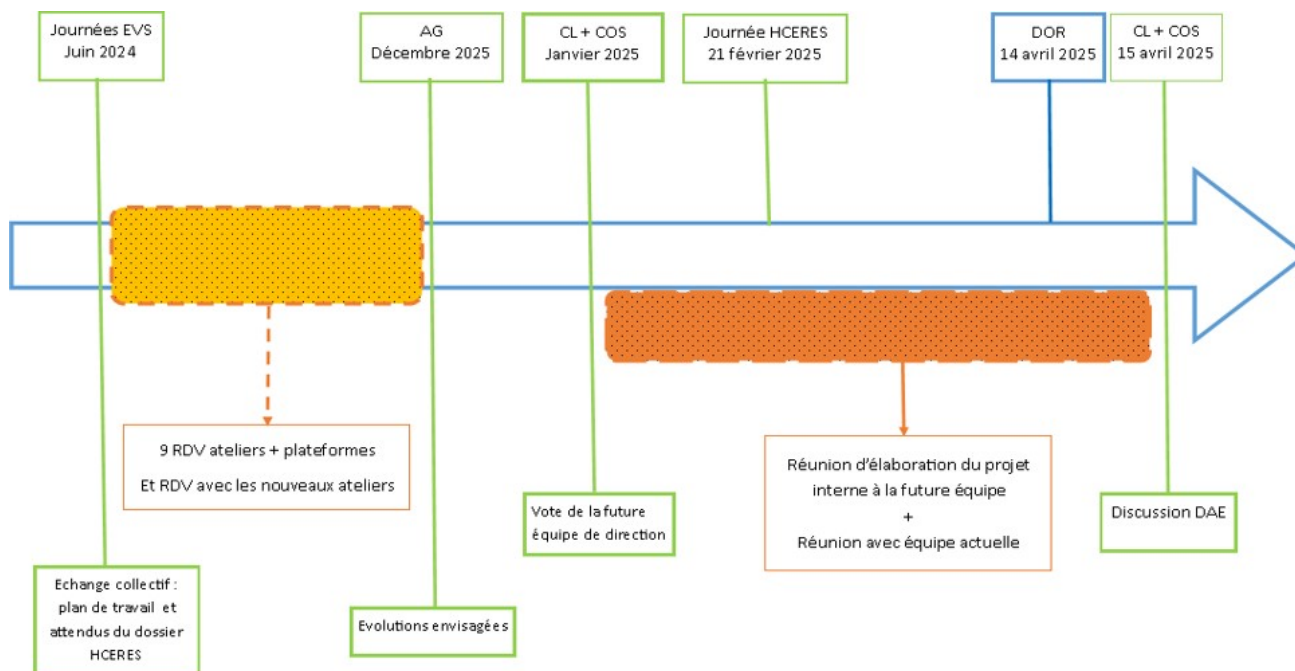 Journées EVS
Juin 2024
AG
Décembre 2025
CL + COS
Janvier 2025
Journée HCERES
21 février 2025
DOR
14 avril 2025
CL + COS
15 avril 2025
9 RDV ateliers + plateformes
Et RDV avec les nouveaux ateliers
Réunion d'élaboration du projet
interne à la future équipe
+
Réunion avec équipe actuelle
Vote de la future
équipe de direction
Discussion DAE
Echange collectif :
plan de travail et
attendus du dossier
HCERES
Evolutions envisagées